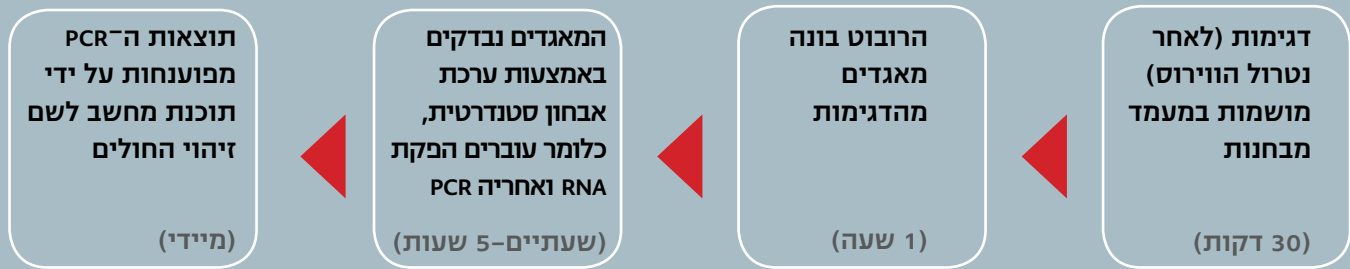 דגימות (לאחר
נטרול הווירוס)
מושמות במעמד
מבחנות
(30 דקות)
הרובוט בונה
מאגדים
מהדגימות
(1 שעה)
המאגדים נבדקים
באמצעות ערכת
אבחון סטנדרטית,
כלומר עוברים הפקת
RNA ואחריה PCR
(שעתיים–5 שעות)
תוצאות ה־PCR
מפוענחות על ידי
תוכנת מחשב לשם
זיהוי החולים
(מיידי)